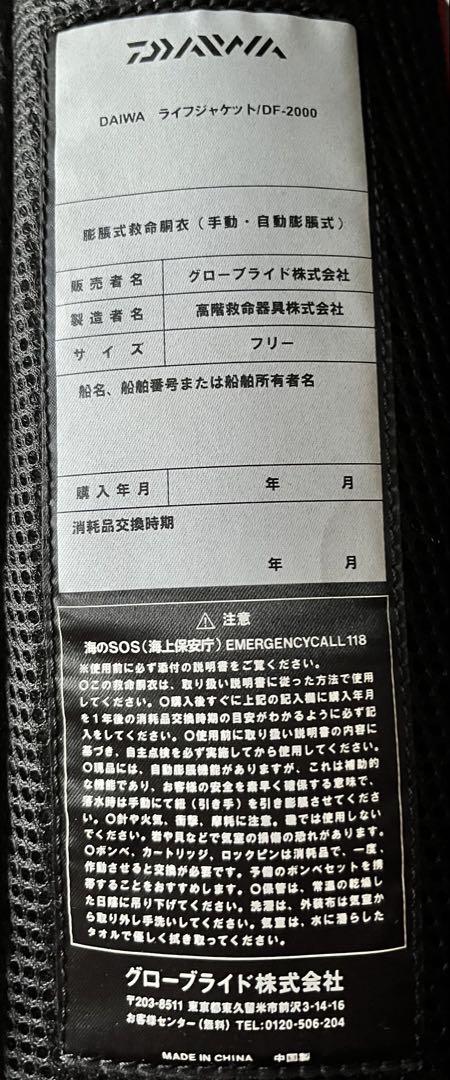 DAIWA
DAIWA ライフジャケット/DF-2000
膨脹式救命胴衣(手動・自動膨脹式)
販売者名 グローブライド株式会社
製造者名 高階救命器具株式会社
サイズ フリー
船名、船舶番号または船舶所有者名
購入年月 年 月
消耗品交換時期
年 月
⚠ 注意
海のSOS(海上保安庁)EMERGENCYCALL118
※使用前に必ず添付の説明書をご覧ください。
〇この救命胴衣は、取り扱い説明書に従った方法で使用
してください。〇購入後すぐに上記の記入欄に購入年月
を1年後の消耗品交換時期の目安がわかるように必ず記
入をしてください。〇使用前に取り扱い説明書の内容に
基づき、自主点検を必ず実施してから使用してください。
〇現品には、自動膨脹機能がありますが、これは補助的
な機能であり、お客様の安全を素早く確保する意味で、
落水時は手動にて紐(引き手)を引き膨脹させてくださ
い。〇針や火気、衝撃、摩耗に注意。磯では使用しない
でください。岩や貝などで気室の損傷の恐れがあります。
〇ボンベ、カートリッジ、ロックピンは消耗品で、一度、
作動させると交換が必要です。予備のボンベセットを携
帯することをおすすめします。〇保管は、常温の乾燥し
た日陰に吊り下げてください。洗濯は、外装布は気室か
ら取り外し手洗いしてください。気室は、水に濡らした
タオルで優しく拭き取ってください。
グローブライド株式会社
〒203-8511 東京都東久留米市前沢3-14-16
お客様センター(無料)TEL:0120-506-204
MADE IN CHINA 中国製